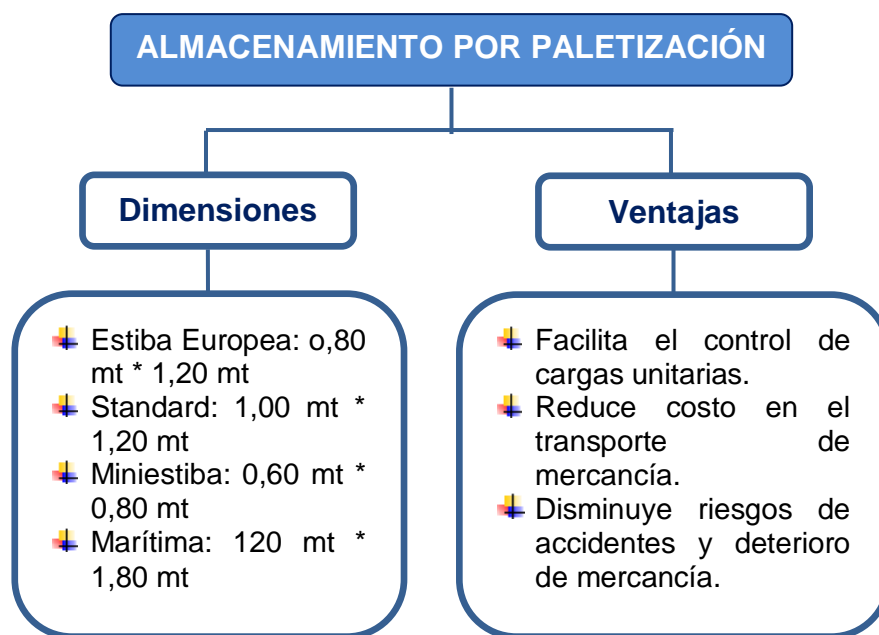 ALMACENAMIENTO POR PALETIZACIÓN
Dimensiones
Estiba Europea: o,80
mt * 1,20 mt
Standard: 1,00 mt *
1,20 mt
Miniestiba: 0,60 mt *
0,80 mt
Marítima: 120 mt *
1,80 mt
Ventajas
Facilita el control de
cargas unitarias.
Reduce costo en el
transporte de
mercancía.
Disminuye riesgos de
accidentes y deterioro
de mercancía.